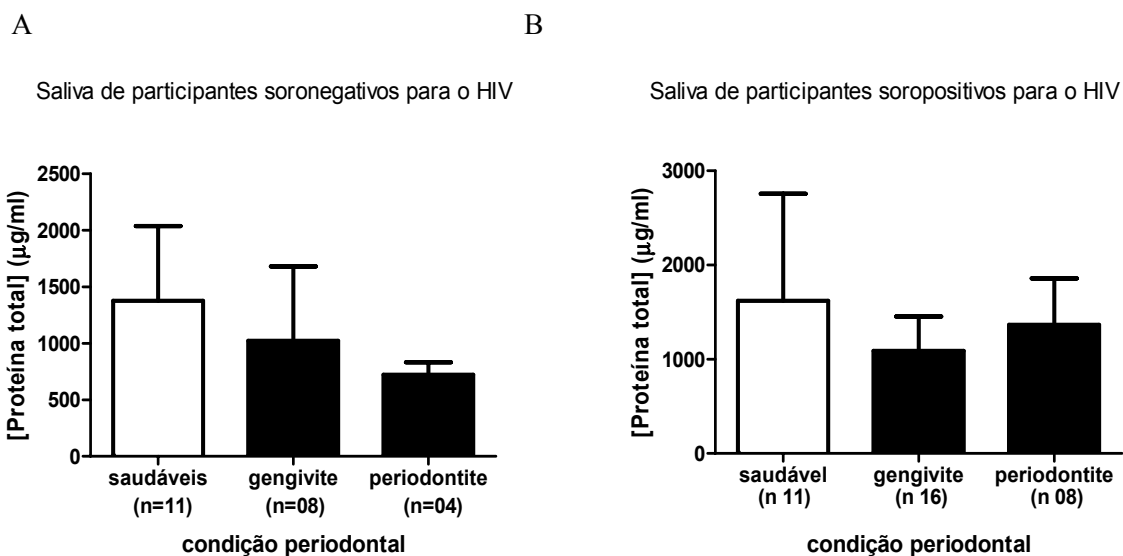 A
Saliva de participantes soronegativos para o HIV
[Proteína total] (µg/ml)
2500
2000
1500
1000
500
0
saudáveis gengivite periodontite
(n=11) (n=08) (n=04)
condição periodontal
B
Saliva de participantes soropositivos para o HIV
[Proteína total] (µg/ml)
3000
2000
1000
0
saudável gengivite periodontite
(n 11) (n 16) (n 08)
condição periodontal